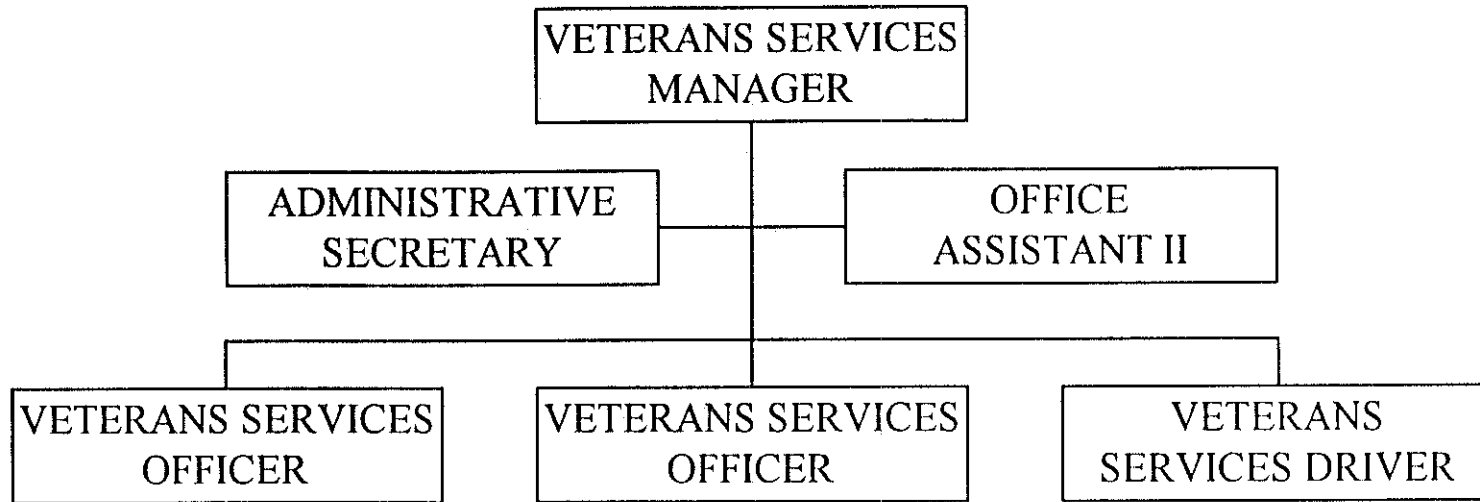 VETERANS SERVICES
MANAGER
ADMINISTRATIVE
SECRETARY
OFFICE
ASSISTANT II
VETERANS SERVICES
OFFICER
VETERANS SERVICES
OFFICER
VETERANS
SERVICES DRIVER